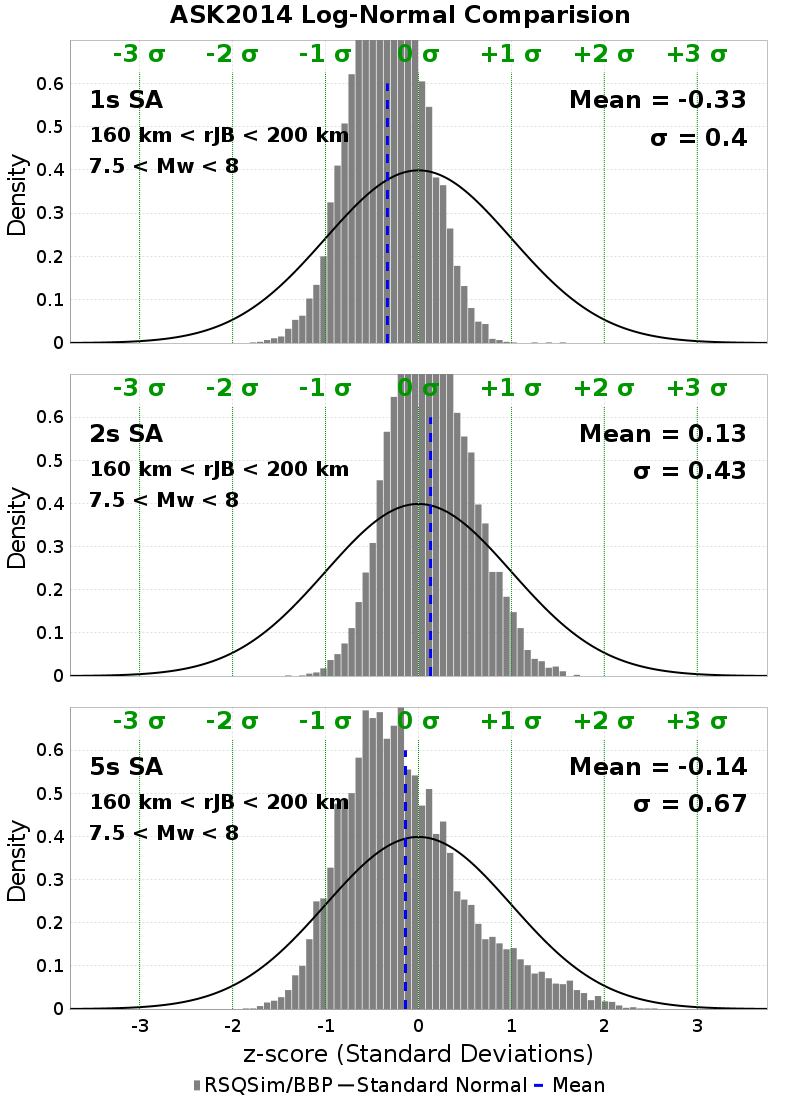 ASK2014 Log-Normal Comparision
-3 σ -2 σ -1 σ 0 σ +1 σ +2 σ +3 σ
1s SA
160 km < rJB < 200 km
7.5 < Mw < 8
Mean = -0.33
σ = 0.4
Density
0.6
0.5
0.4
0.3
0.2
0.1
0
-3 σ -2 σ -1 σ 0 σ +1 σ +2 σ +3 σ
2s SA
160 km < rJB < 200 km
7.5 < Mw < 8
Mean = 0.13
σ = 0.43
Density
0.6
0.5
0.4
0.3
0.2
0.1
0
-3 σ -2 σ -1 σ 0 σ +1 σ +2 σ +3 σ
5s SA
160 km < rJB < 200 km
7.5 < Mw < 8
Mean = -0.14
σ = 0.67
Density
0.6
0.5
0.4
0.3
0.2
0.1
0
-3 -2 -1 0 1 2 3
z-score (Standard Deviations)
RSQSim/BBP Standard Normal Mean